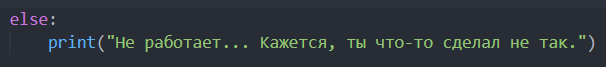 else:
    print("Не работает... Кажется, ты что-то сделал не так.")